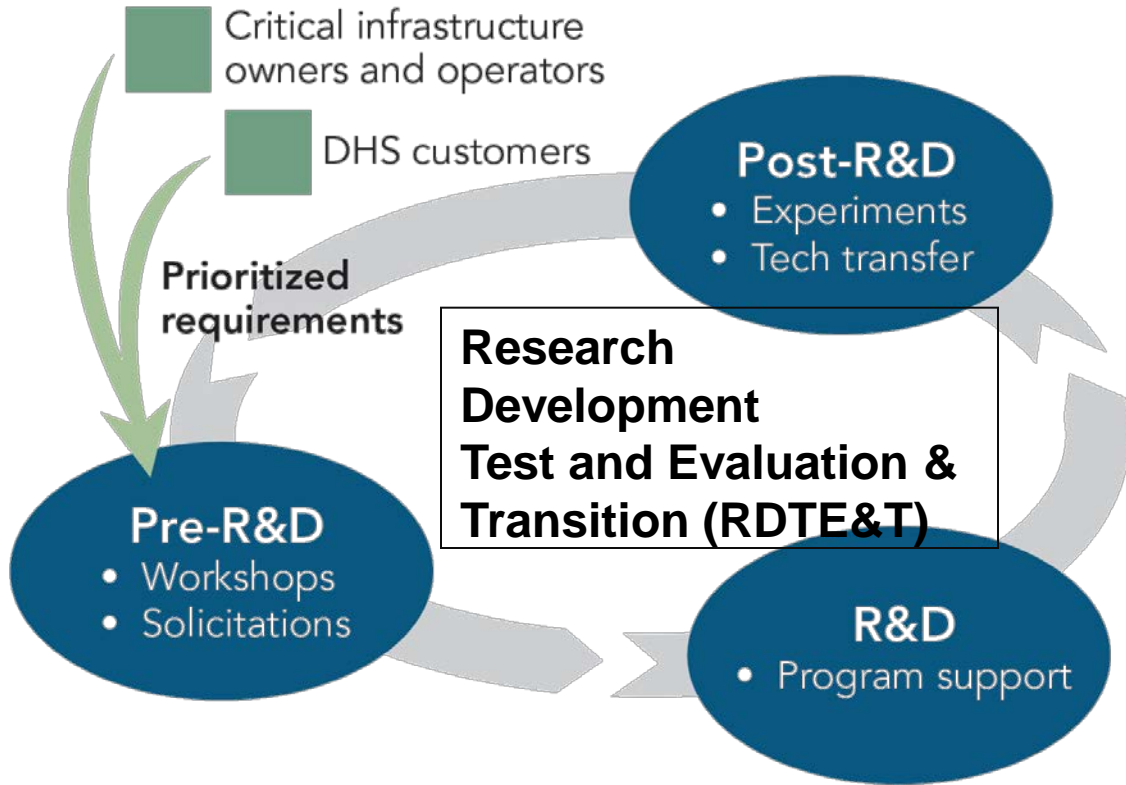 Critical infrastructure
owners and operators
DHS customers
Prioritized
requirements
Post-R&D
• Experiments
• Tech transfer
Research
Development
Test and Evaluation &
Transition (RDTE&T)
Pre-R&D
• Workshops
• Solicitations
R&D
• Program support